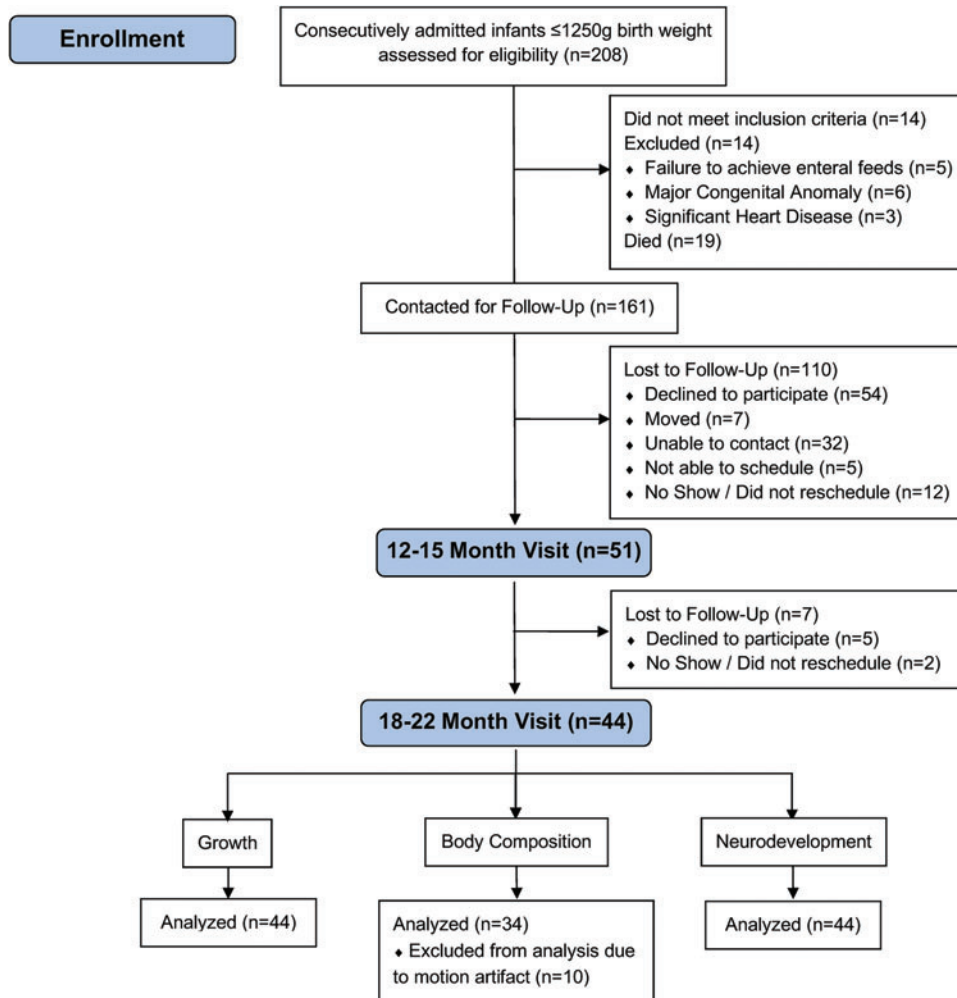 Enrollment
Consecutively admitted infants ≤1250g birth weight
assessed for eligibility (n=208)
Did not meet inclusion criteria (n=14)
Excluded (n=14)
♦ Failure to achieve enteral feeds (n=5)
♦ Major Congenital Anomaly (n=6)
♦ Significant Heart Disease (n=3)
Died (n=19)
Contacted for Follow-Up (n=161)
Lost to Follow-Up (n=110)
♦ Declined to participate (n=54)
♦ Moved (n=7)
♦ Unable to contact (n=32)
♦ Not able to schedule (n=5)
♦ No Show / Did not reschedule (n=12)
12-15 Month Visit (n=51)
Lost to Follow-Up (n=7)
♦ Declined to participate (n=5)
♦ No Show / Did not reschedule (n=2)
18-22 Month Visit (n=44)
Growth
Body Composition
Neurodevelopment
Analyzed (n=44)
Analyzed (n=34)
♦ Excluded from analysis due
to motion artifact (n=10)
Analyzed (n=44)